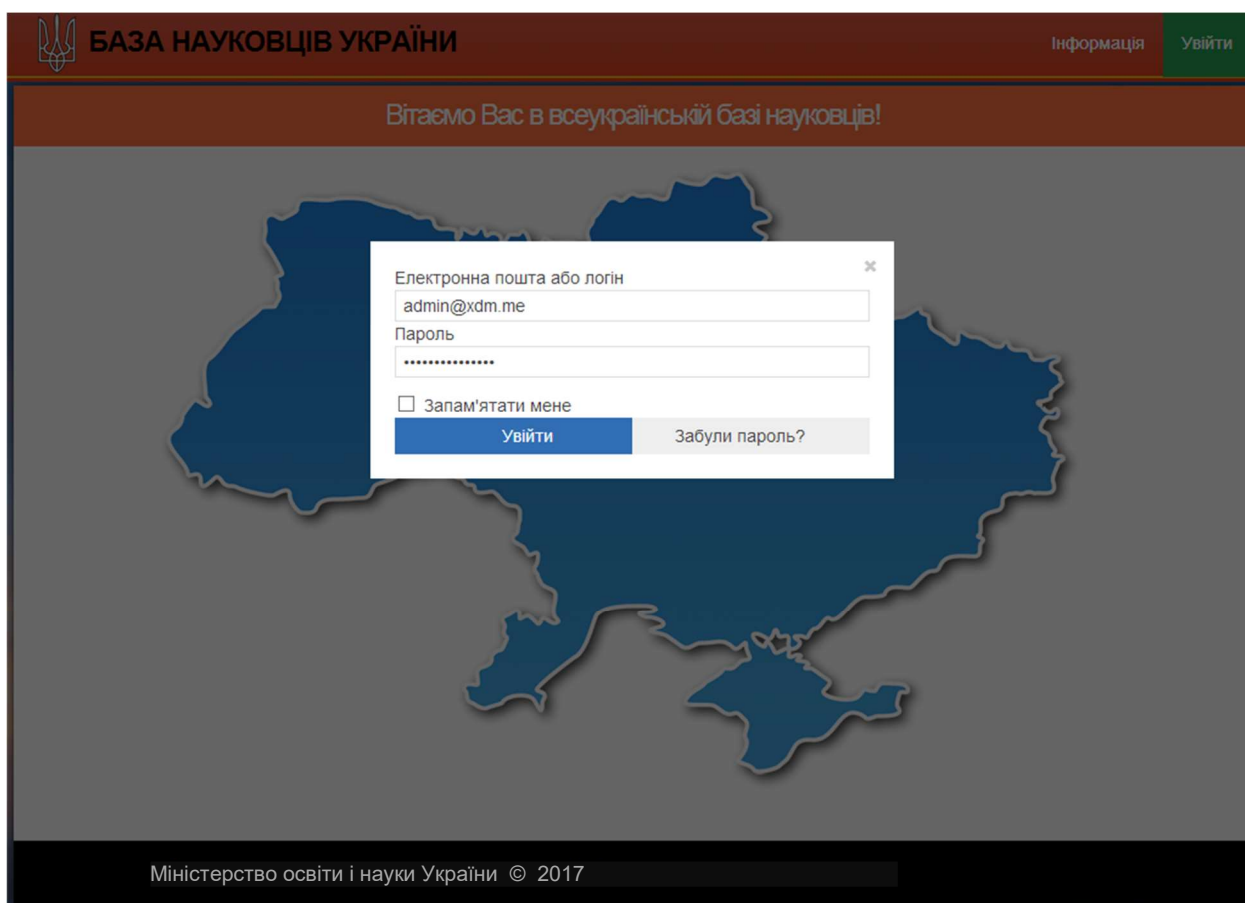 БАЗА НАУКОВЦІВ УКРАЇНИ
Інформація
Увійти
Вітаємо Вас в всеукраїнській базі науковців!
Електронна пошта або логін
admin@xdm.me
Пароль
•••••••••••••••
Запам'ятати мене
Увійти
Забули пароль?
Міністерство освіти і науки України © 2017